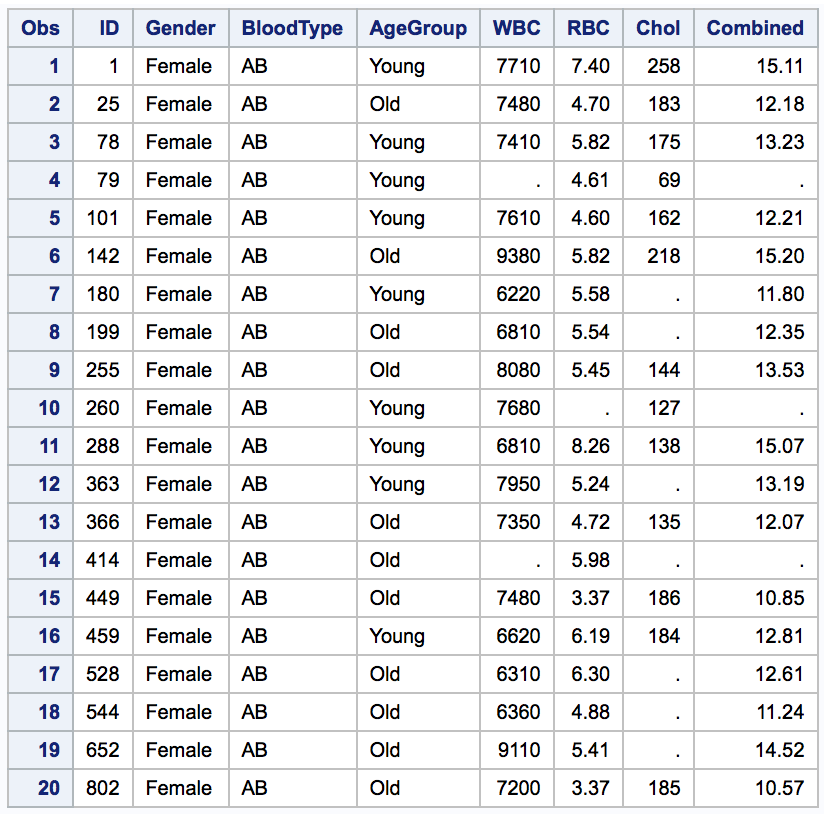 Obs ID Gender BloodType AgeGroup WBC RBC Chol Combined
1 1 Female AB Young 7710 7.40 258 15.11
2 25 Female AB Old 7480 4.70 183 12.18
3 78 Female AB Young 7410 5.82 175 13.23
4 79 Female AB Young . 4.61 69 .
5 101 Female AB Young 7610 4.60 162 12.21
6 142 Female AB Old 9380 5.82 218 15.20
7 180 Female AB Young 6220 5.58 . 11.80
8 199 Female AB Old 6810 5.54 . 12.35
9 255 Female AB Old 8080 5.45 144 13.53
10 260 Female AB Young 7680 . 127 .
11 288 Female AB Young 6810 8.26 138 15.07
12 363 Female AB Young 7950 5.24 . 13.19
13 366 Female AB Old 7350 4.72 135 12.07
14 414 Female AB Old . 5.98 . .
15 449 Female AB Old 7480 3.37 186 10.85
16 459 Female AB Young 6620 6.19 184 12.81
17 528 Female AB Old 6310 6.30 . 12.61
18 544 Female AB Old 6360 4.88 . 11.24
19 652 Female AB Old 9110 5.41 . 14.52
20 802 Female AB Old 7200 3.37 185 10.57